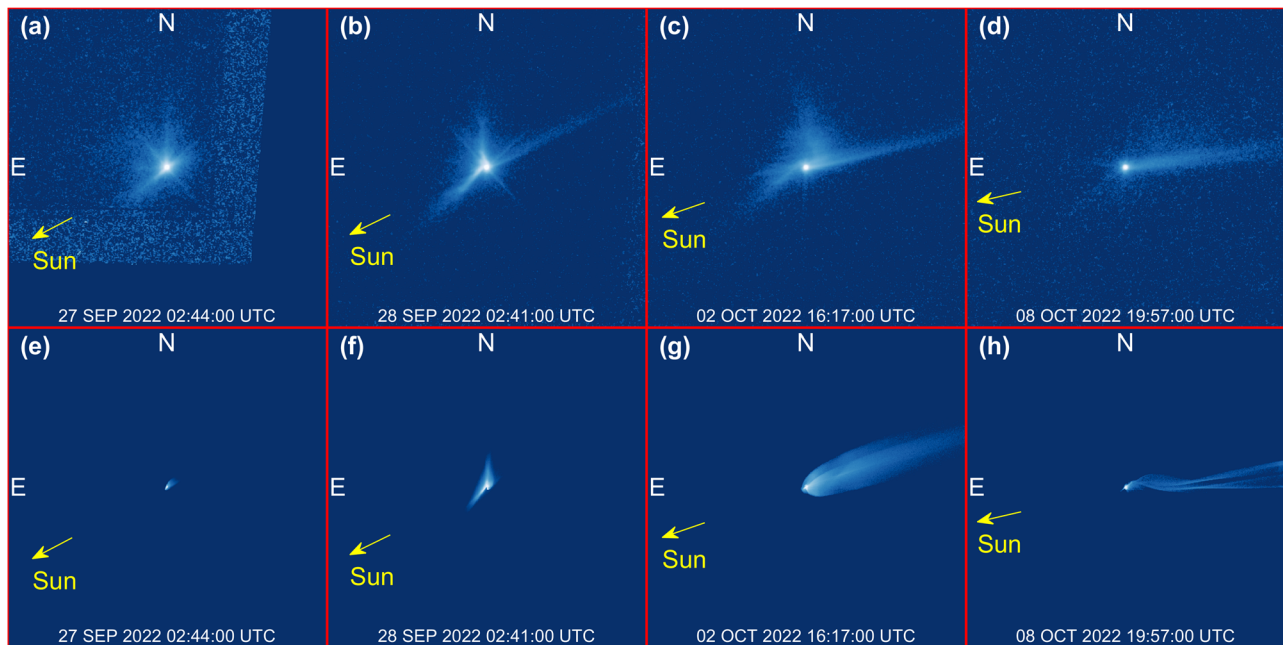 (a) N
E
Sun
27 SEP 2022 02:44:00 UTC
(b) N
E
Sun
28 SEP 2022 02:41:00 UTC
(c) N
E
Sun
02 OCT 2022 16:17:00 UTC
(d) N
E
Sun
08 OCT 2022 19:57:00 UTC
(e) N
E
Sun
27 SEP 2022 02:44:00 UTC
(f) N
E
Sun
28 SEP 2022 02:41:00 UTC
(g) N
E
Sun
02 OCT 2022 16:17:00 UTC
(h) N
E
Sun
08 OCT 2022 19:57:00 UTC